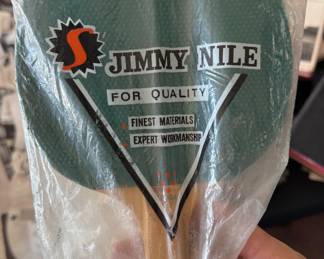 S
JIMMY NILE
FOR QUALITY
FINEST MATERIALS
EXPERT WORKMANSHIP